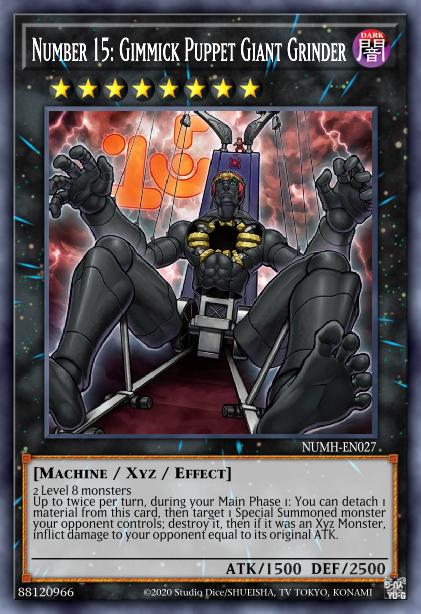 Number 15: Gimmick Puppet Giant Grinder
DARK
闇
15
NUMH-EN027
[Machine / Xyz / Effect]
2 Level 8 monsters
Up to twice per turn, during your Main Phase 1: You can detach 1
material from this card, then target 1 Special Summoned monster
your opponent controls; destroy it, then if it was an Xyz Monster,
inflict damage to your opponent equal to its original ATK.
ATK/1500 DEF/2500
88120966
©2020 Studio Dice/SHUEISHA, TV TOKYO, KONAMI